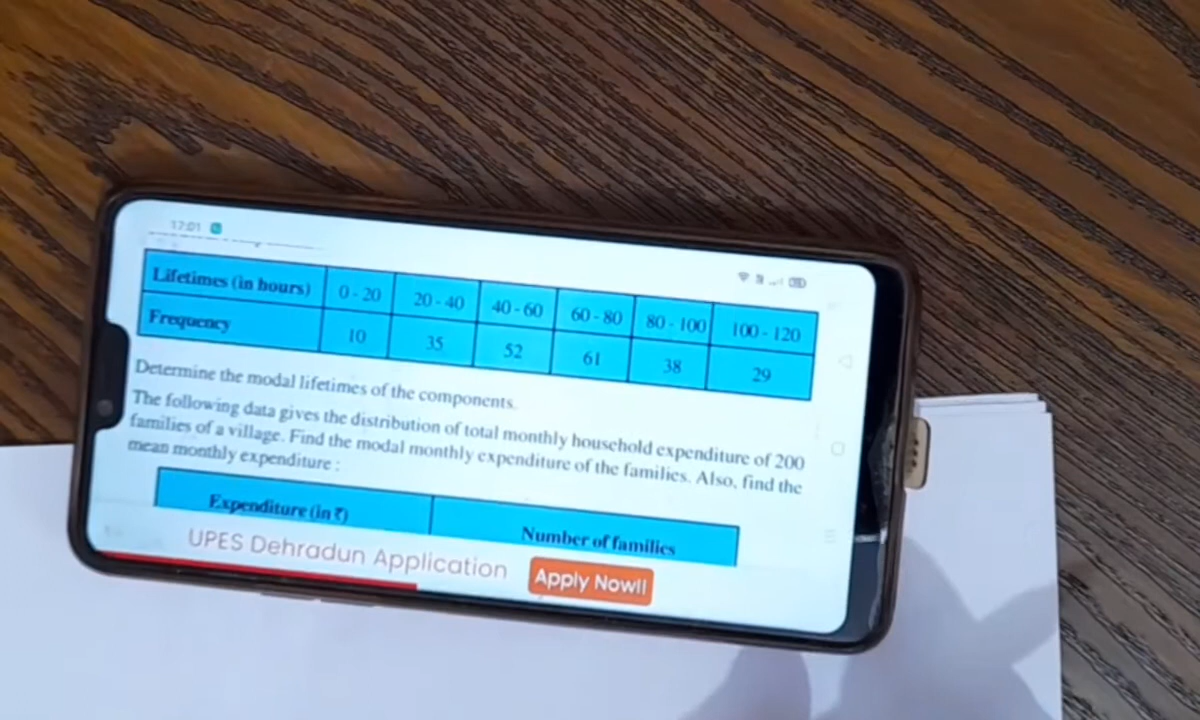 17:01
Lifetimes (in hours) 0 - 20 20 - 40 40 - 60 60 - 80 80 - 100 100 - 120
Frequency 10 35 52 61 38 29
Determine the modal lifetimes of the components.
The following data gives the distribution of total monthly household expenditure of 200
families of a village. Find the modal monthly expenditure of the families. Also, find the
mean monthly expenditure :
Expenditure (in ₹) Number of families
UPES Dehradun Application Apply Now!!